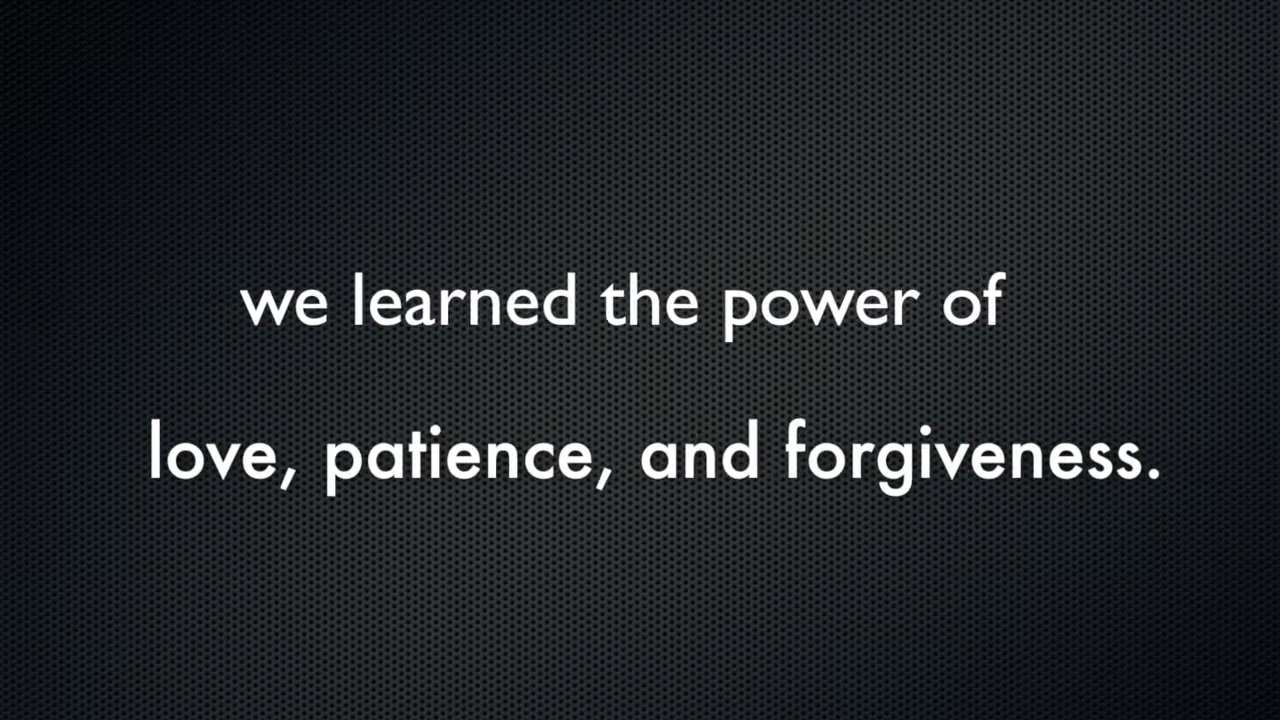 we learned the power of
love, patience, and forgiveness.